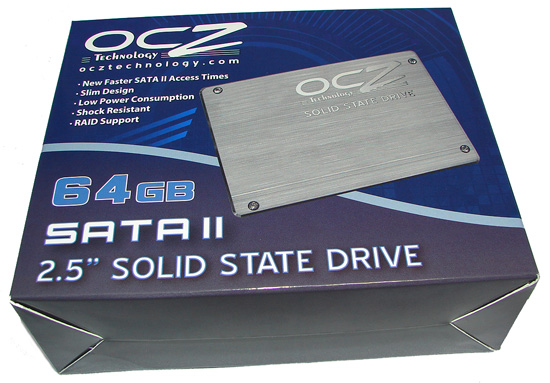 OCZ
Technology
ocztechnology.com
· New Faster SATA II Access Times
· Slim Design
· Low Power Consumption
· Shock Resistant
· RAID Support
OCZ
Technology
SOLID STATE DRIVE
64GB
SATA II
2.5” SOLID STATE DRIVE